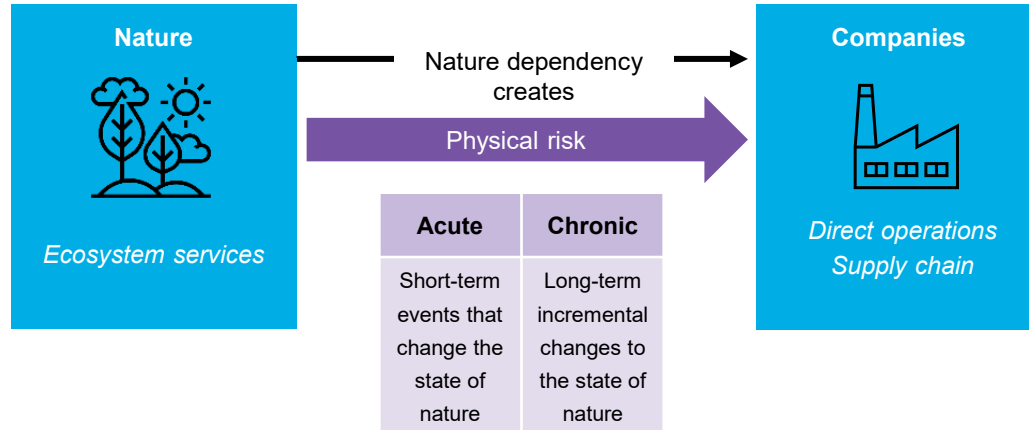 Nature
Ecosystem services
Nature dependency
creates
Physical risk
Acute
Short-term
events that
change the
state of
nature
Chronic
Long-term
incremental
changes to
the state of
nature
Companies
Direct operations
Supply chain